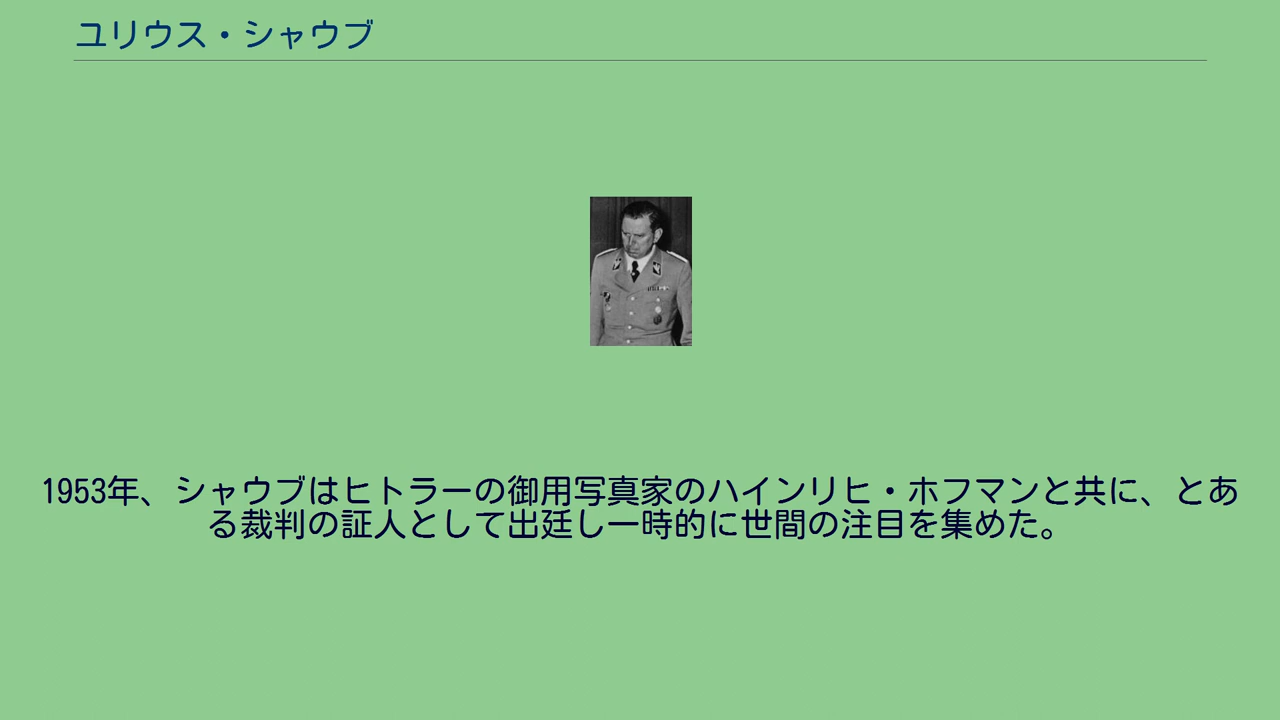 ユリウス・シャウブ
1953年、シャウブはヒトラーの御用写真家のハインリヒ・ホフマンと共に、とあ
る裁判の証人として出廷し一時的に世間の注目を集めた。